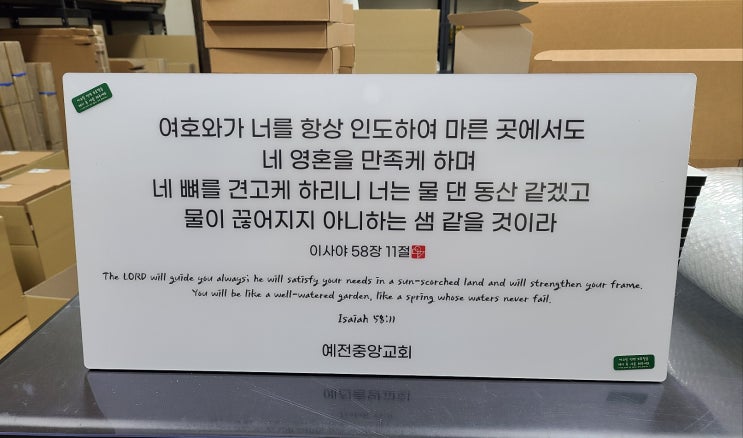 여호와가 너를 항상 인도하여 마른 곳에서도
네 영혼을 만족케 하며
네 뼈를 견고케 하리니 너는 물 댄 동산 같겠고
물이 끊어지지 아니하는 샘 같을 것이라
이사야 58장 11절
The LORD will guide you always; he will satisfy your needs in a sun-scorched land and will strengthen your frame.
You will be like a well-watered garden, like a spring whose waters never fail.
Isaiah 58:11
예전중앙교회